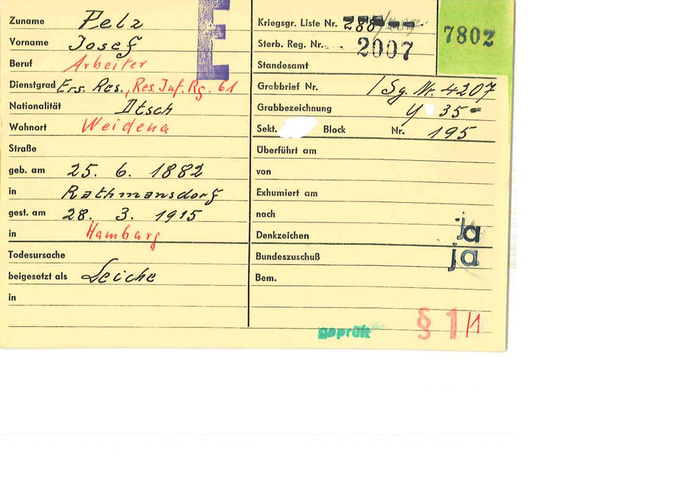 Zuname Pelz
Vorname Josef
Beruf Arbeiter
Dienstgrad Ers. Res., Res. Inf. Rg. 61
Nationalität Dtsch
Wohnort Weidena
Straße
geb. am 25. 6. 1882
in Rathmansdorf
gest. am 28. 3. 1915
in Hamburg
Todesursache
beigesetzt als Leiche
in
E
Kriegsgr. Liste Nr. 288
Sterb. Reg. Nr. 2007
Standesamt
7802
Grabbrief Nr. / Sg. Nr. 4207
Grabbezeichnung Y 35=
Sekt. Block Nr. 195
Überführt am
von
Exhumiert am
nach
Denkzeichen ja
Bundeszuschuß ja
Bem.
geprüft § 1/1